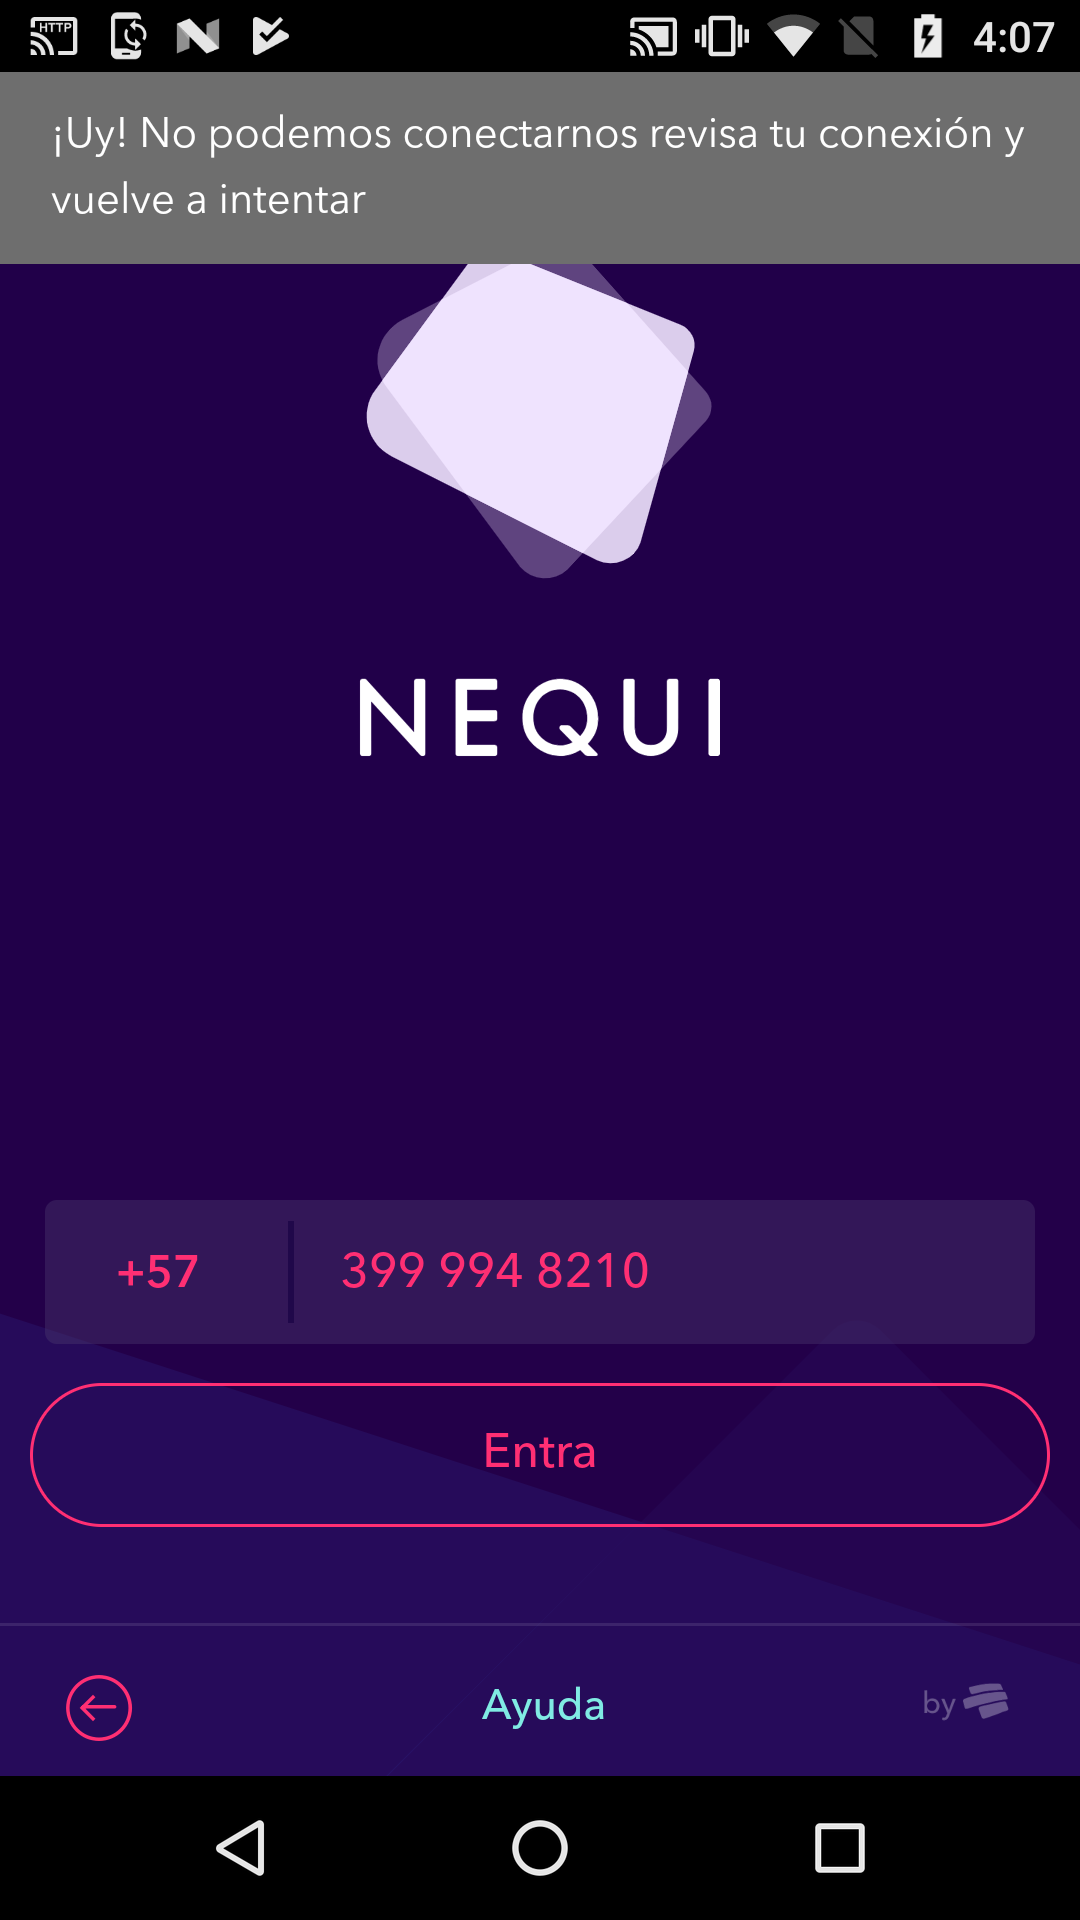 HTTP
4:07
¡Uy! No podemos conectarnos revisa tu conexión y
vuelve a intentar
NEQUI
+57
399 994 8210
Entra
Ayuda
by